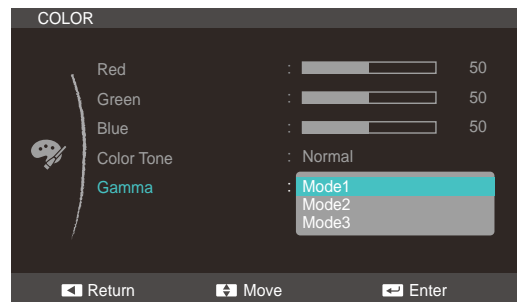 COLOR
Red : 50
Green : 50
Blue : 50
Color Tone : Normal
Gamma : Mode1
Mode2
Mode3
Return Move Enter